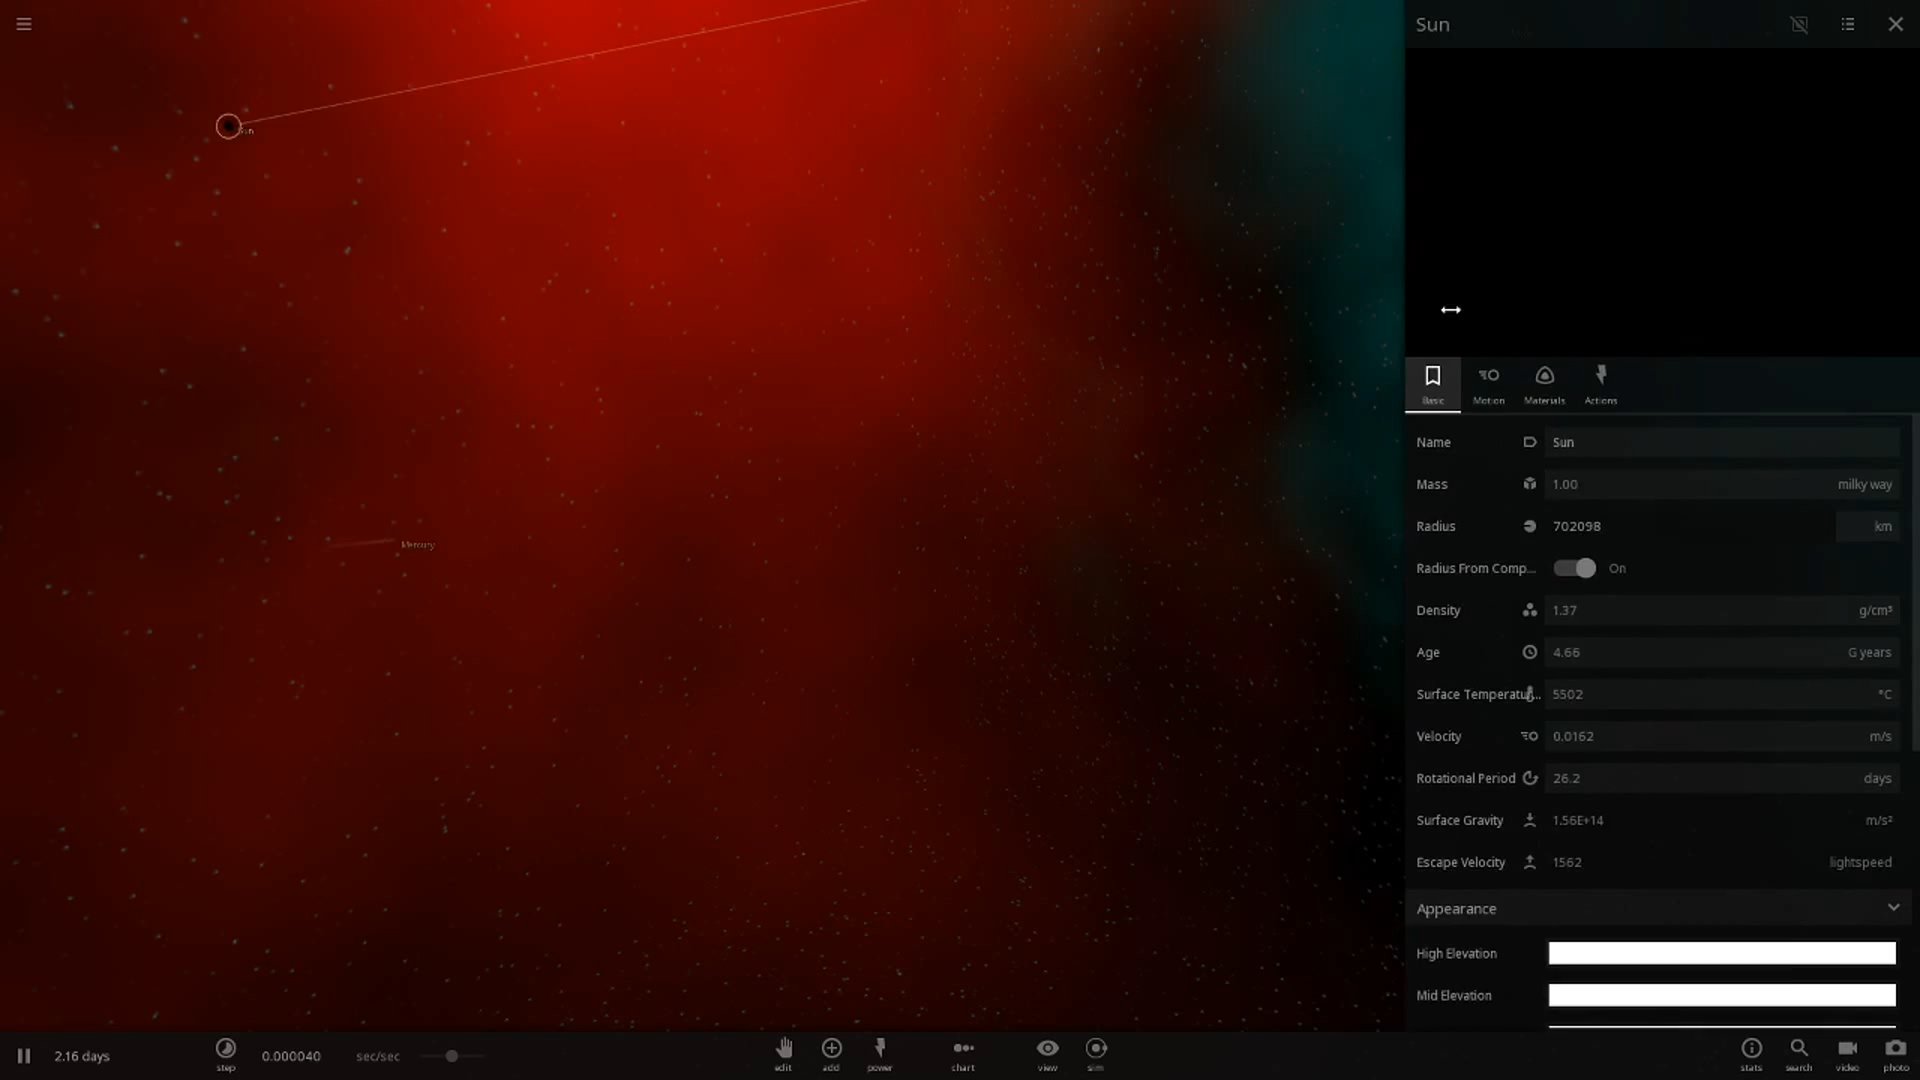 Sun
Sun
Mercury
Basic
Motion
Materials
Actions
Name Sun
Mass 1.00 milky way
Radius 702098 km
Radius From Comp... On
Density 1.37 g/cm³
Age 4.66 G years
Surface Temperatur... 5502 °C
Velocity 0.0162 m/s
Rotational Period 26.2 days
Surface Gravity 1.56E+14 m/s²
Escape Velocity 1562 lightspeed
Appearance
High Elevation
Mid Elevation
2.16 days
step
0.000040 sec/sec
edit
add
power
chart
view
sim
stats
search
video
photo